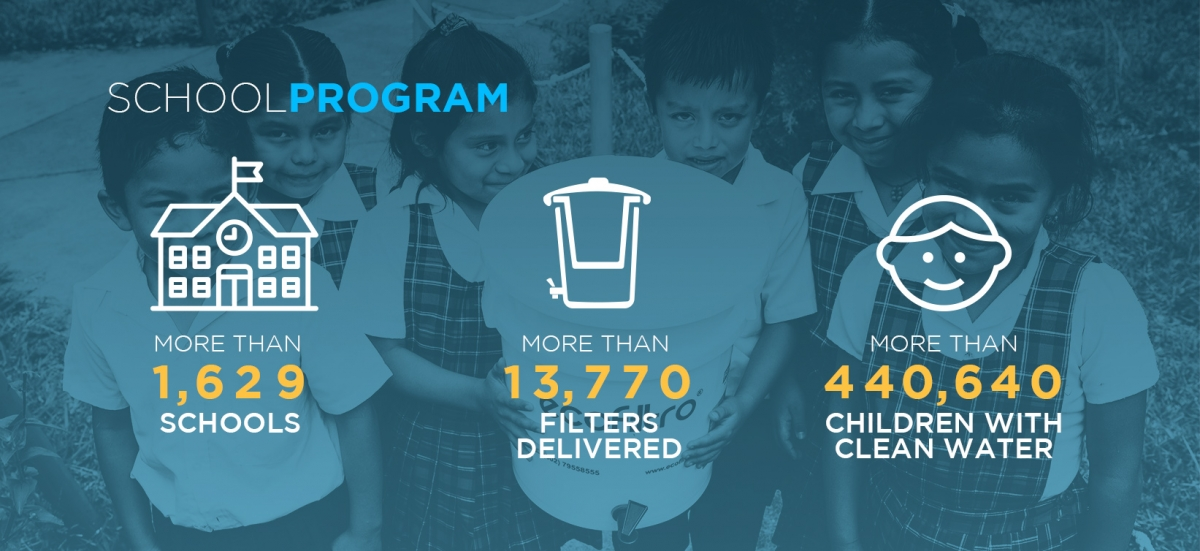 SCHOOLPROGRAM
MORE THAN
1,629
SCHOOLS
MORE THAN
13,770
FILTERS
DELIVERED
MORE THAN
440,640
CHILDREN WITH
CLEAN WATER